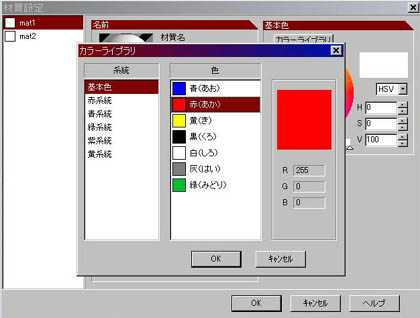 材質設定
mat1
mat2
名前
材質名
基本色
カラーライブラリ
HSV
H 0
S 0
V 100
カラーライブラリ
系統
基本色
赤系統
青系統
緑系統
紫系統
黄系統
色
青(あお)
赤(あか)
黄(き)
黒(くろ)
白(しろ)
灰(はい)
緑(みどり)
R 255
G 0
B 0
OK
キャンセル
OK
キャンセル
ヘルプ